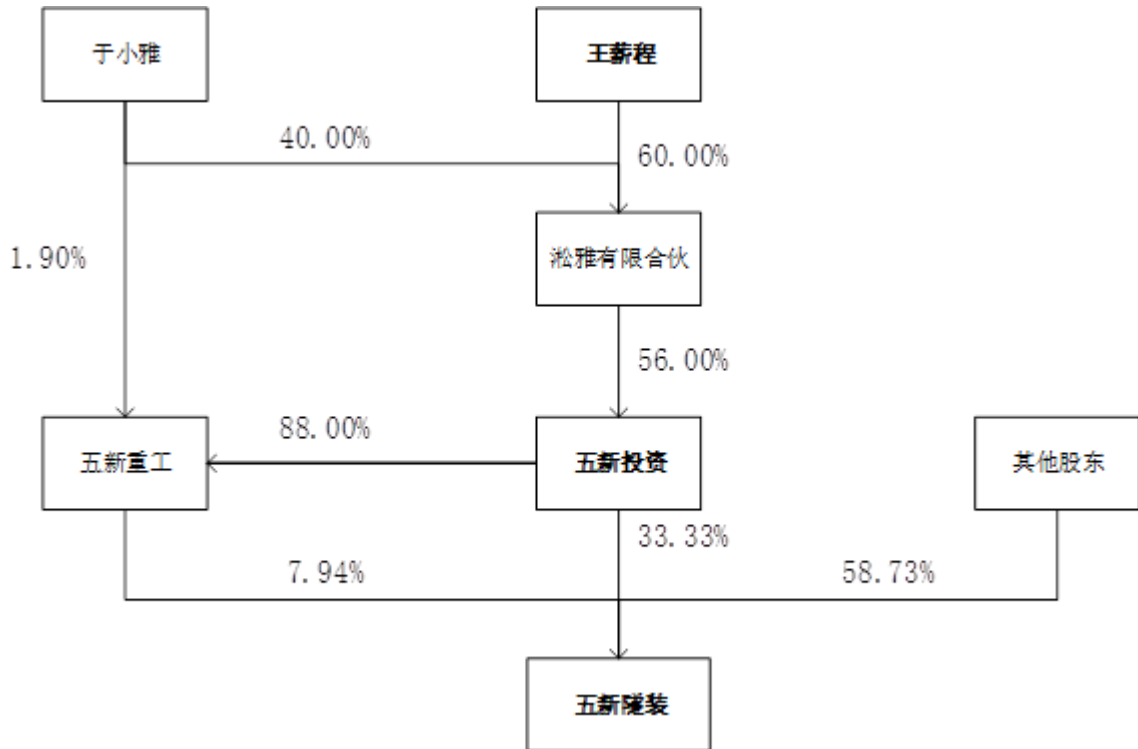 于小雅
王薪程
40.00%
60.00%
1.90%
淞雅有限合伙
56.00%
88.00%
五新重工
五新投资
其他股东
33.33%
7.94%
58.73%
五新隧装